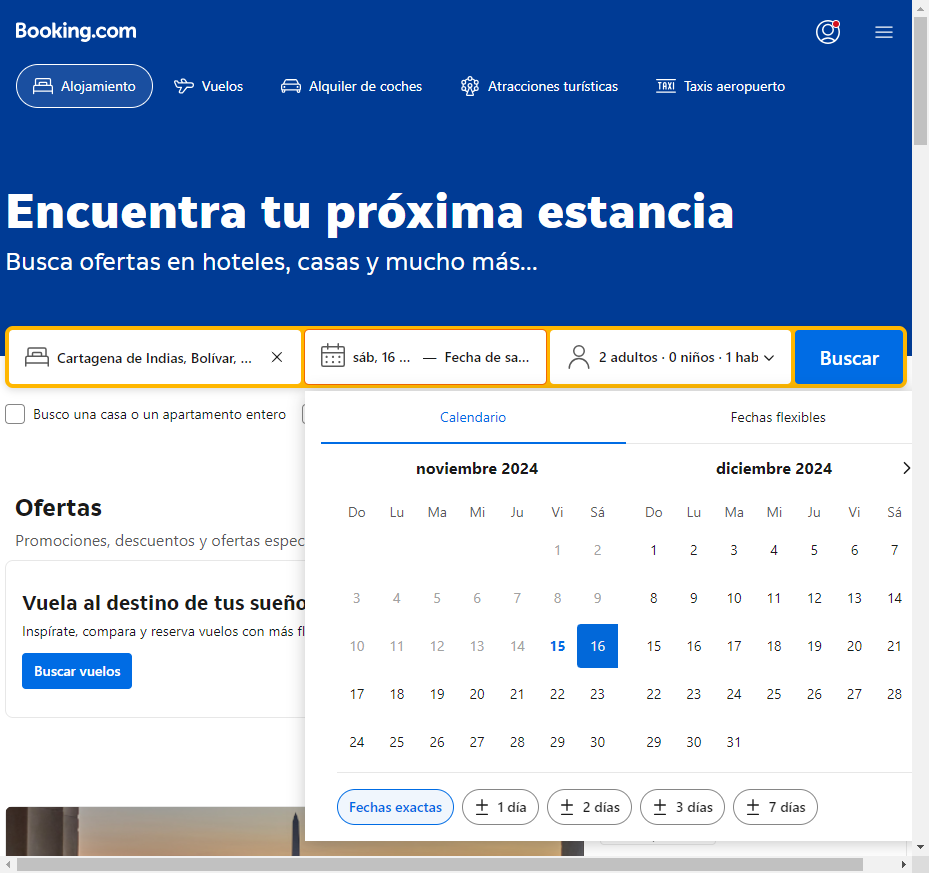 Booking.com
Alojamiento
Vuelos
Alquiler de coches
Atracciones turísticas
TAXI
Taxis aeropuerto
Encuentra tu próxima estancia
Busca ofertas en hoteles, casas y mucho más...
Cartagena de Indias, Bolívar, ...
sáb, 16 ... — Fecha de sa...
2 adultos · 0 niños · 1 hab
Buscar
Busco una casa o un apartamento entero
Calendario
Fechas flexibles
noviembre 2024
Do Lu Ma Mi Ju Vi Sá
1 2
3 4 5 6 7 8 9
10 11 12 13 14 15 16
17 18 19 20 21 22 23
24 25 26 27 28 29 30
diciembre 2024
Do Lu Ma Mi Ju Vi Sá
1 2 3 4 5 6 7
8 9 10 11 12 13 14
15 16 17 18 19 20 21
22 23 24 25 26 27 28
29 30 31
Fechas exactas
± 1 día
± 2 días
± 3 días
± 7 días
Ofertas
Promociones, descuentos y ofertas espec
Vuela al destino de tus sueño
Inspírate, compara y reserva vuelos con más fl
Buscar vuelos